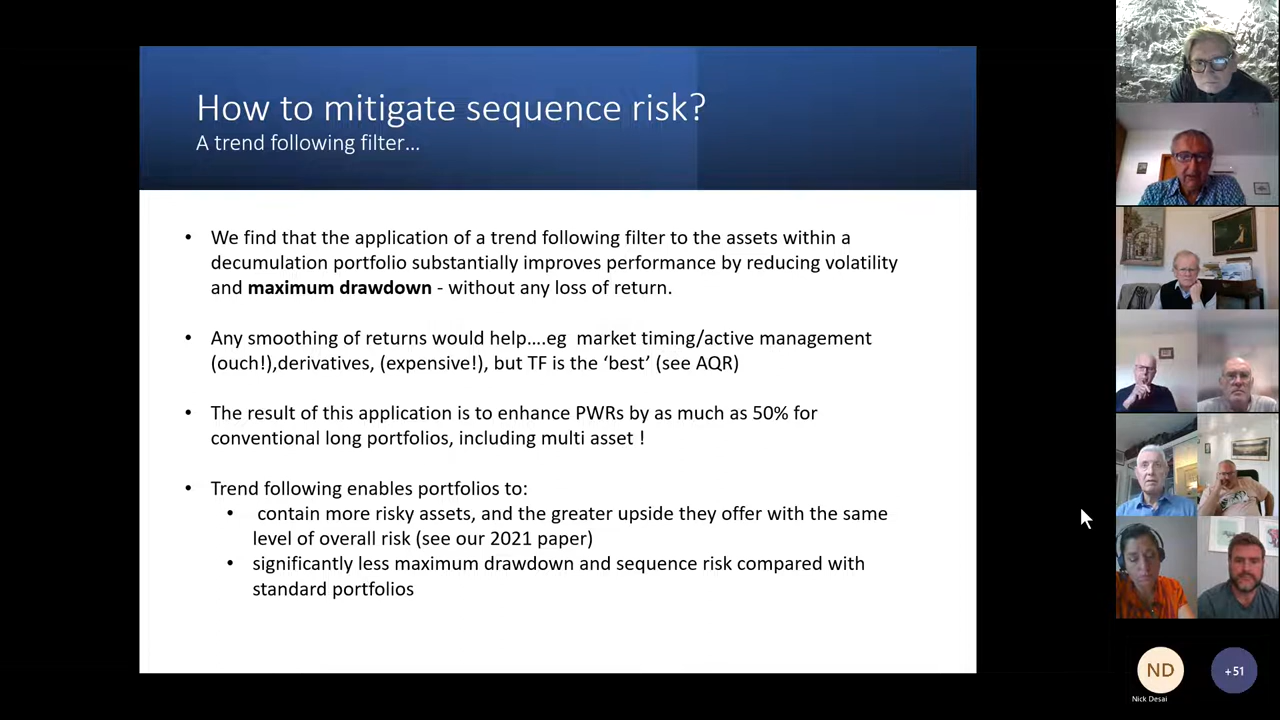 How to mitigate sequence risk?
A trend following filter...
• We find that the application of a trend following filter to the assets within a
decumulation portfolio substantially improves performance by reducing volatility
and maximum drawdown - without any loss of return.
• Any smoothing of returns would help....eg  market timing/active management
(ouch!),derivatives, (expensive!), but TF is the ‘best’ (see AQR)
• The result of this application is to enhance PWRs by as much as 50% for
conventional long portfolios, including multi asset !
• Trend following enables portfolios to:
• contain more risky assets, and the greater upside they offer with the same
level of overall risk (see our 2021 paper)
• significantly less maximum drawdown and sequence risk compared with
standard portfolios
ND
Nick Desai
+51